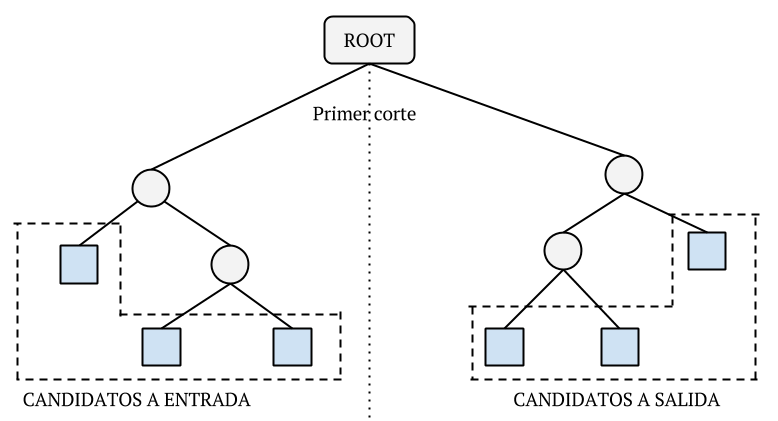 ROOT
Primer corte
CANDIDATOS A ENTRADA
CANDIDATOS A SALIDA